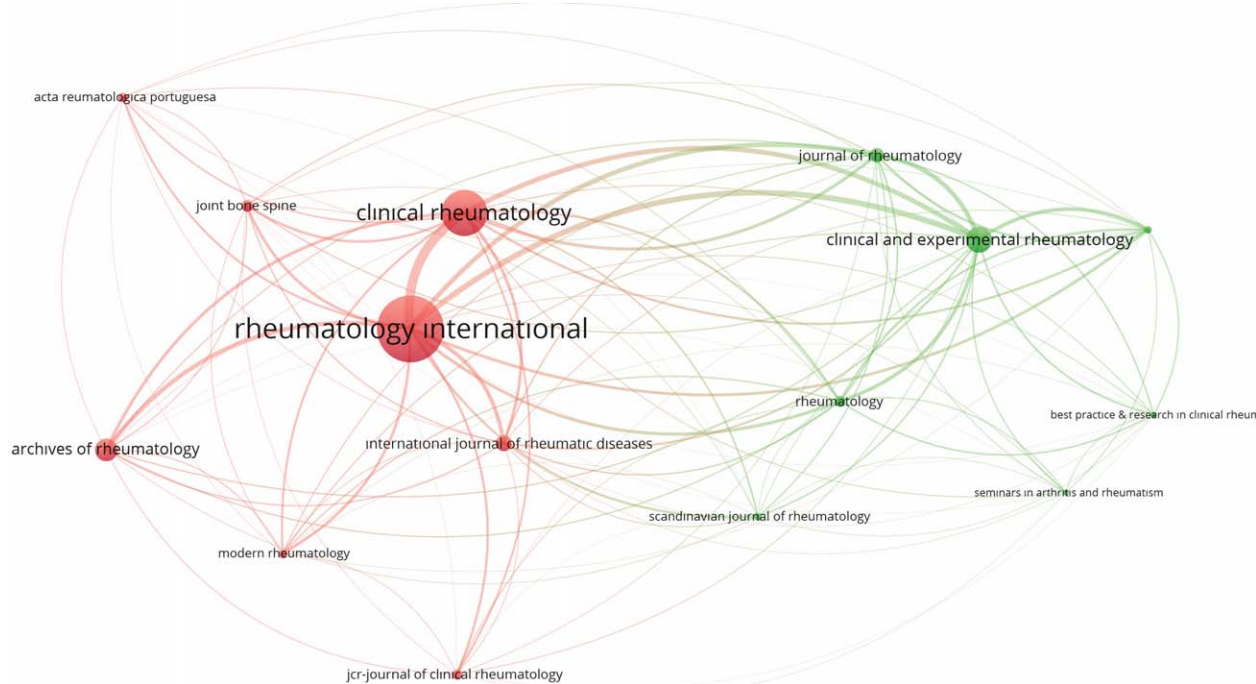 acta reumatologica portuguesa
journal of rheumatology
joint bone spine
clinical rheumatology
clinical and experimental rheumatology
rheumatology international
rheumatology
best practice & research in clinical rheum
international journal of rheumatic diseases
archives of rheumatology
seminars in arthritis and rheumatism
scandinavian journal of rheumatology
modern rheumatology
jcr-journal of clinical rheumatology